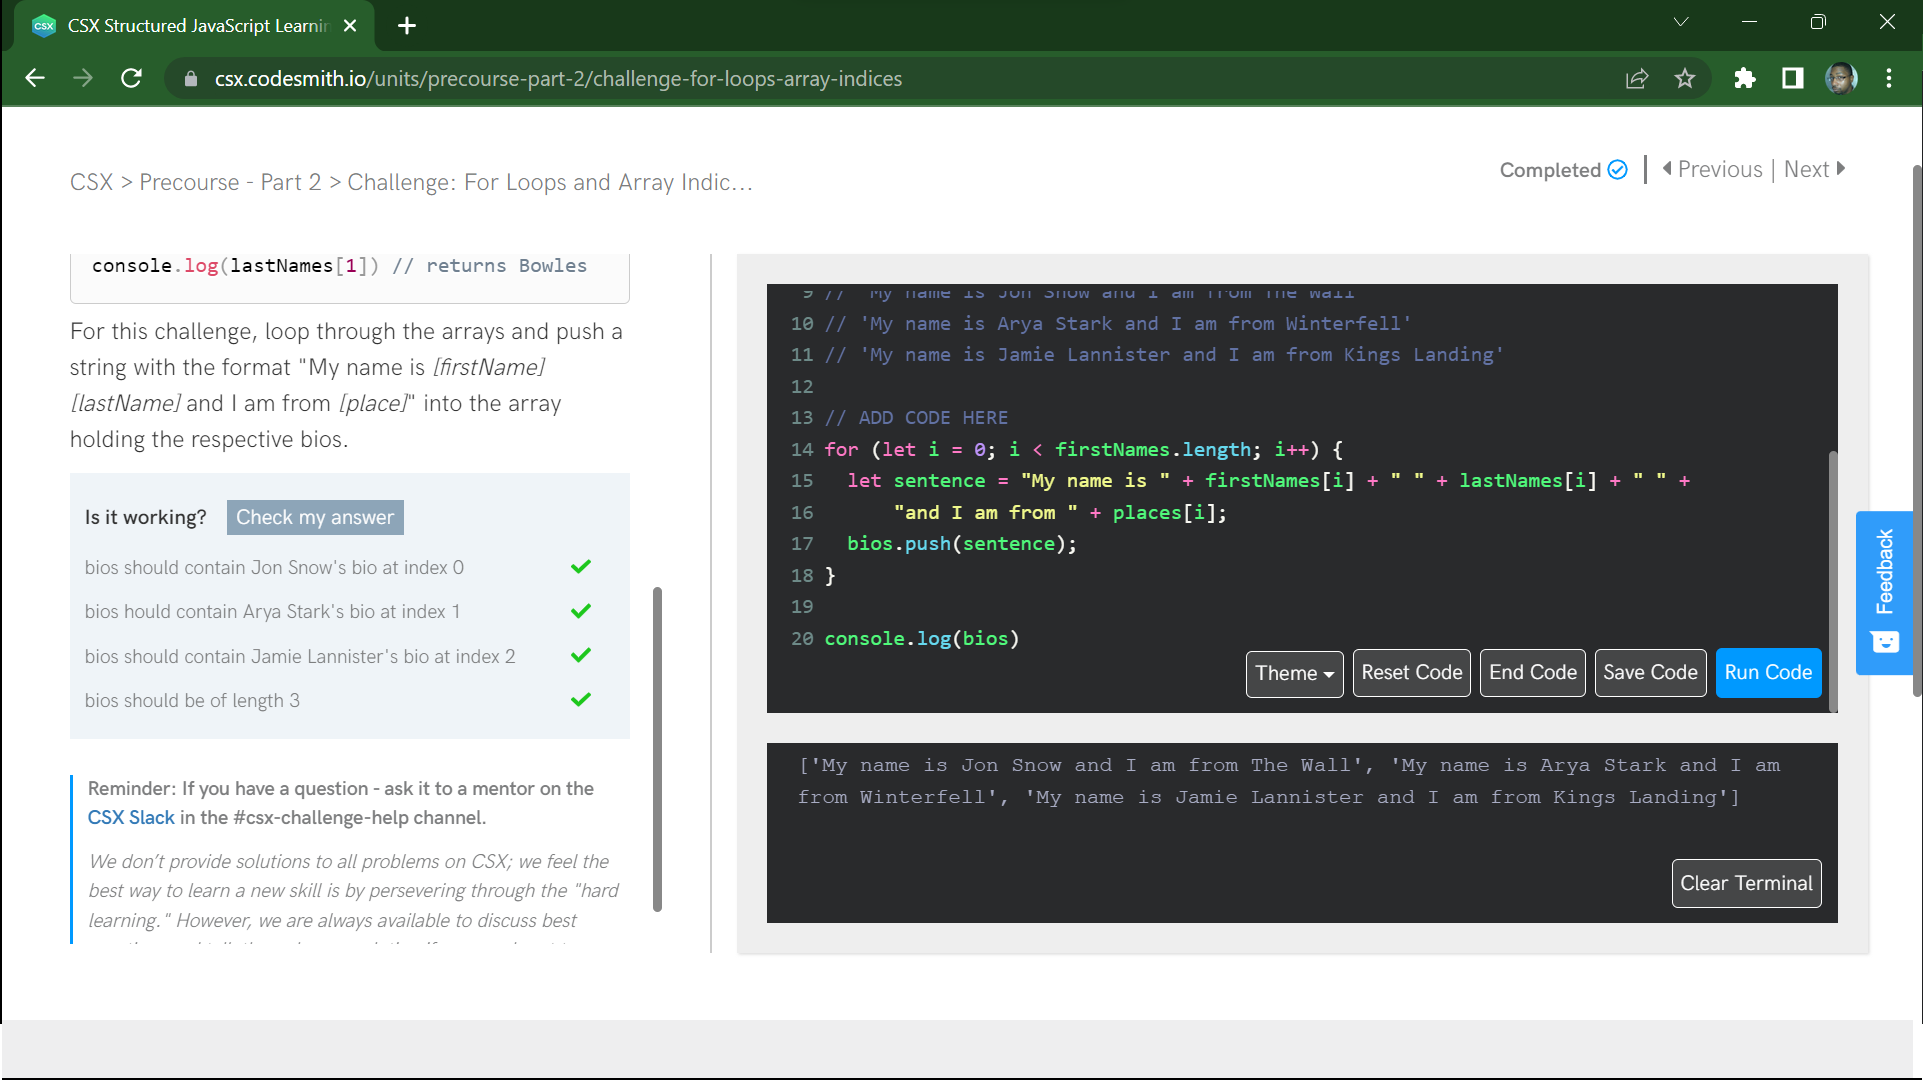 CSX Structured JavaScript Learnin
csx.codesmith.io/units/precourse-part-2/challenge-for-loops-array-indices
CSX > Precourse - Part 2 > Challenge: For Loops and Array Indic...
Completed
Previous | Next
console.log(lastNames[1]) // returns Bowles
For this challenge, loop through the arrays and push a
string with the format "My name is [firstName]
[lastName] and I am from [place]" into the array
holding the respective bios.
Is it working? Check my answer
bios should contain Jon Snow's bio at index 0
bios hould contain Arya Stark's bio at index 1
bios should contain Jamie Lannister's bio at index 2
bios should be of length 3
Reminder: If you have a question - ask it to a mentor on the
CSX Slack in the #csx-challenge-help channel.
We don't provide solutions to all problems on CSX; we feel the
best way to learn a new skill is by persevering through the "hard
learning." However, we are always available to discuss best
9 // 'My name is Jon Snow and I am from The Wall'
10 // 'My name is Arya Stark and I am from Winterfell'
11 // 'My name is Jamie Lannister and I am from Kings Landing'
12
13 // ADD CODE HERE
14 for (let i = 0; i < firstNames.length; i++) {
15 let sentence = "My name is " + firstNames[i] + " " + lastNames[i] + " " +
16 "and I am from " + places[i];
17 bios.push(sentence);
18 }
19
20 console.log(bios)
Theme Reset Code End Code Save Code Run Code
['My name is Jon Snow and I am from The Wall', 'My name is Arya Stark and I am
from Winterfell', 'My name is Jamie Lannister and I am from Kings Landing']
Clear Terminal
Feedback